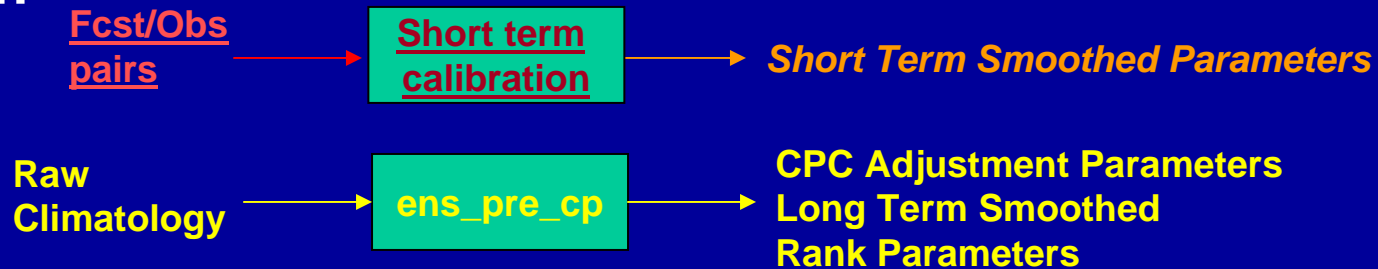 Fcst/Obs
pairs
Short term
calibration
Short Term Smoothed Parameters
Raw
Climatology
ens_pre_cp
CPC Adjustment Parameters
Long Term Smoothed
Rank Parameters